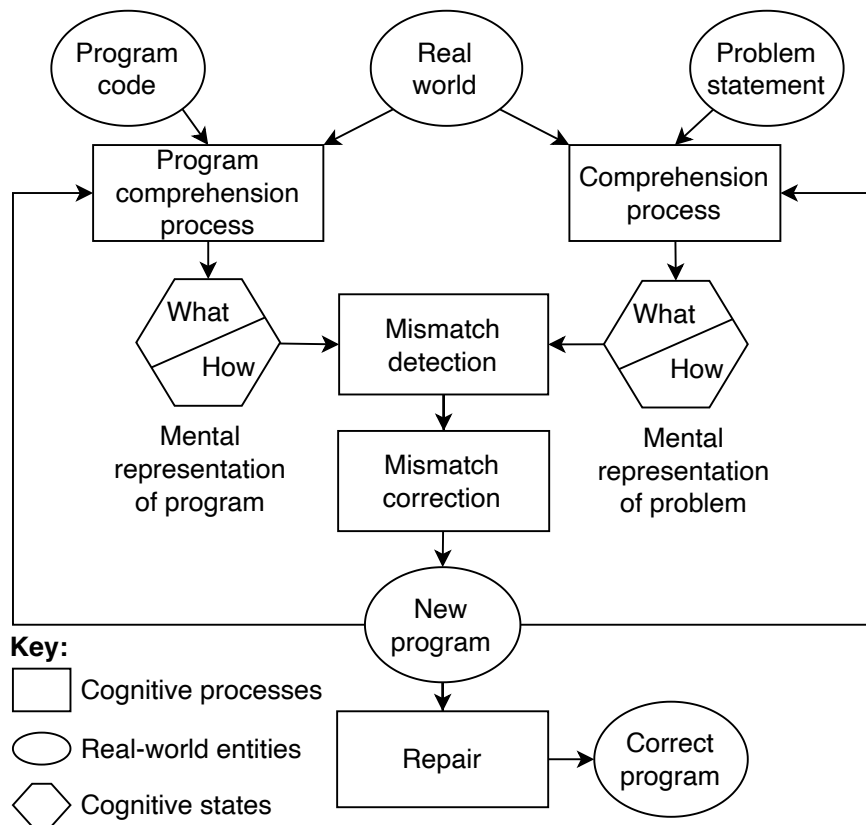 Program
code
Real
world
Problem
statement
Program
comprehension
process
Comprehension
process
What
How
Mismatch
detection
What
How
Mental
representation
of program
Mismatch
correction
Mental
representation
of problem
New
program
Key:
Cognitive processes
Real-world entities
Cognitive states
Repair
Correct
program